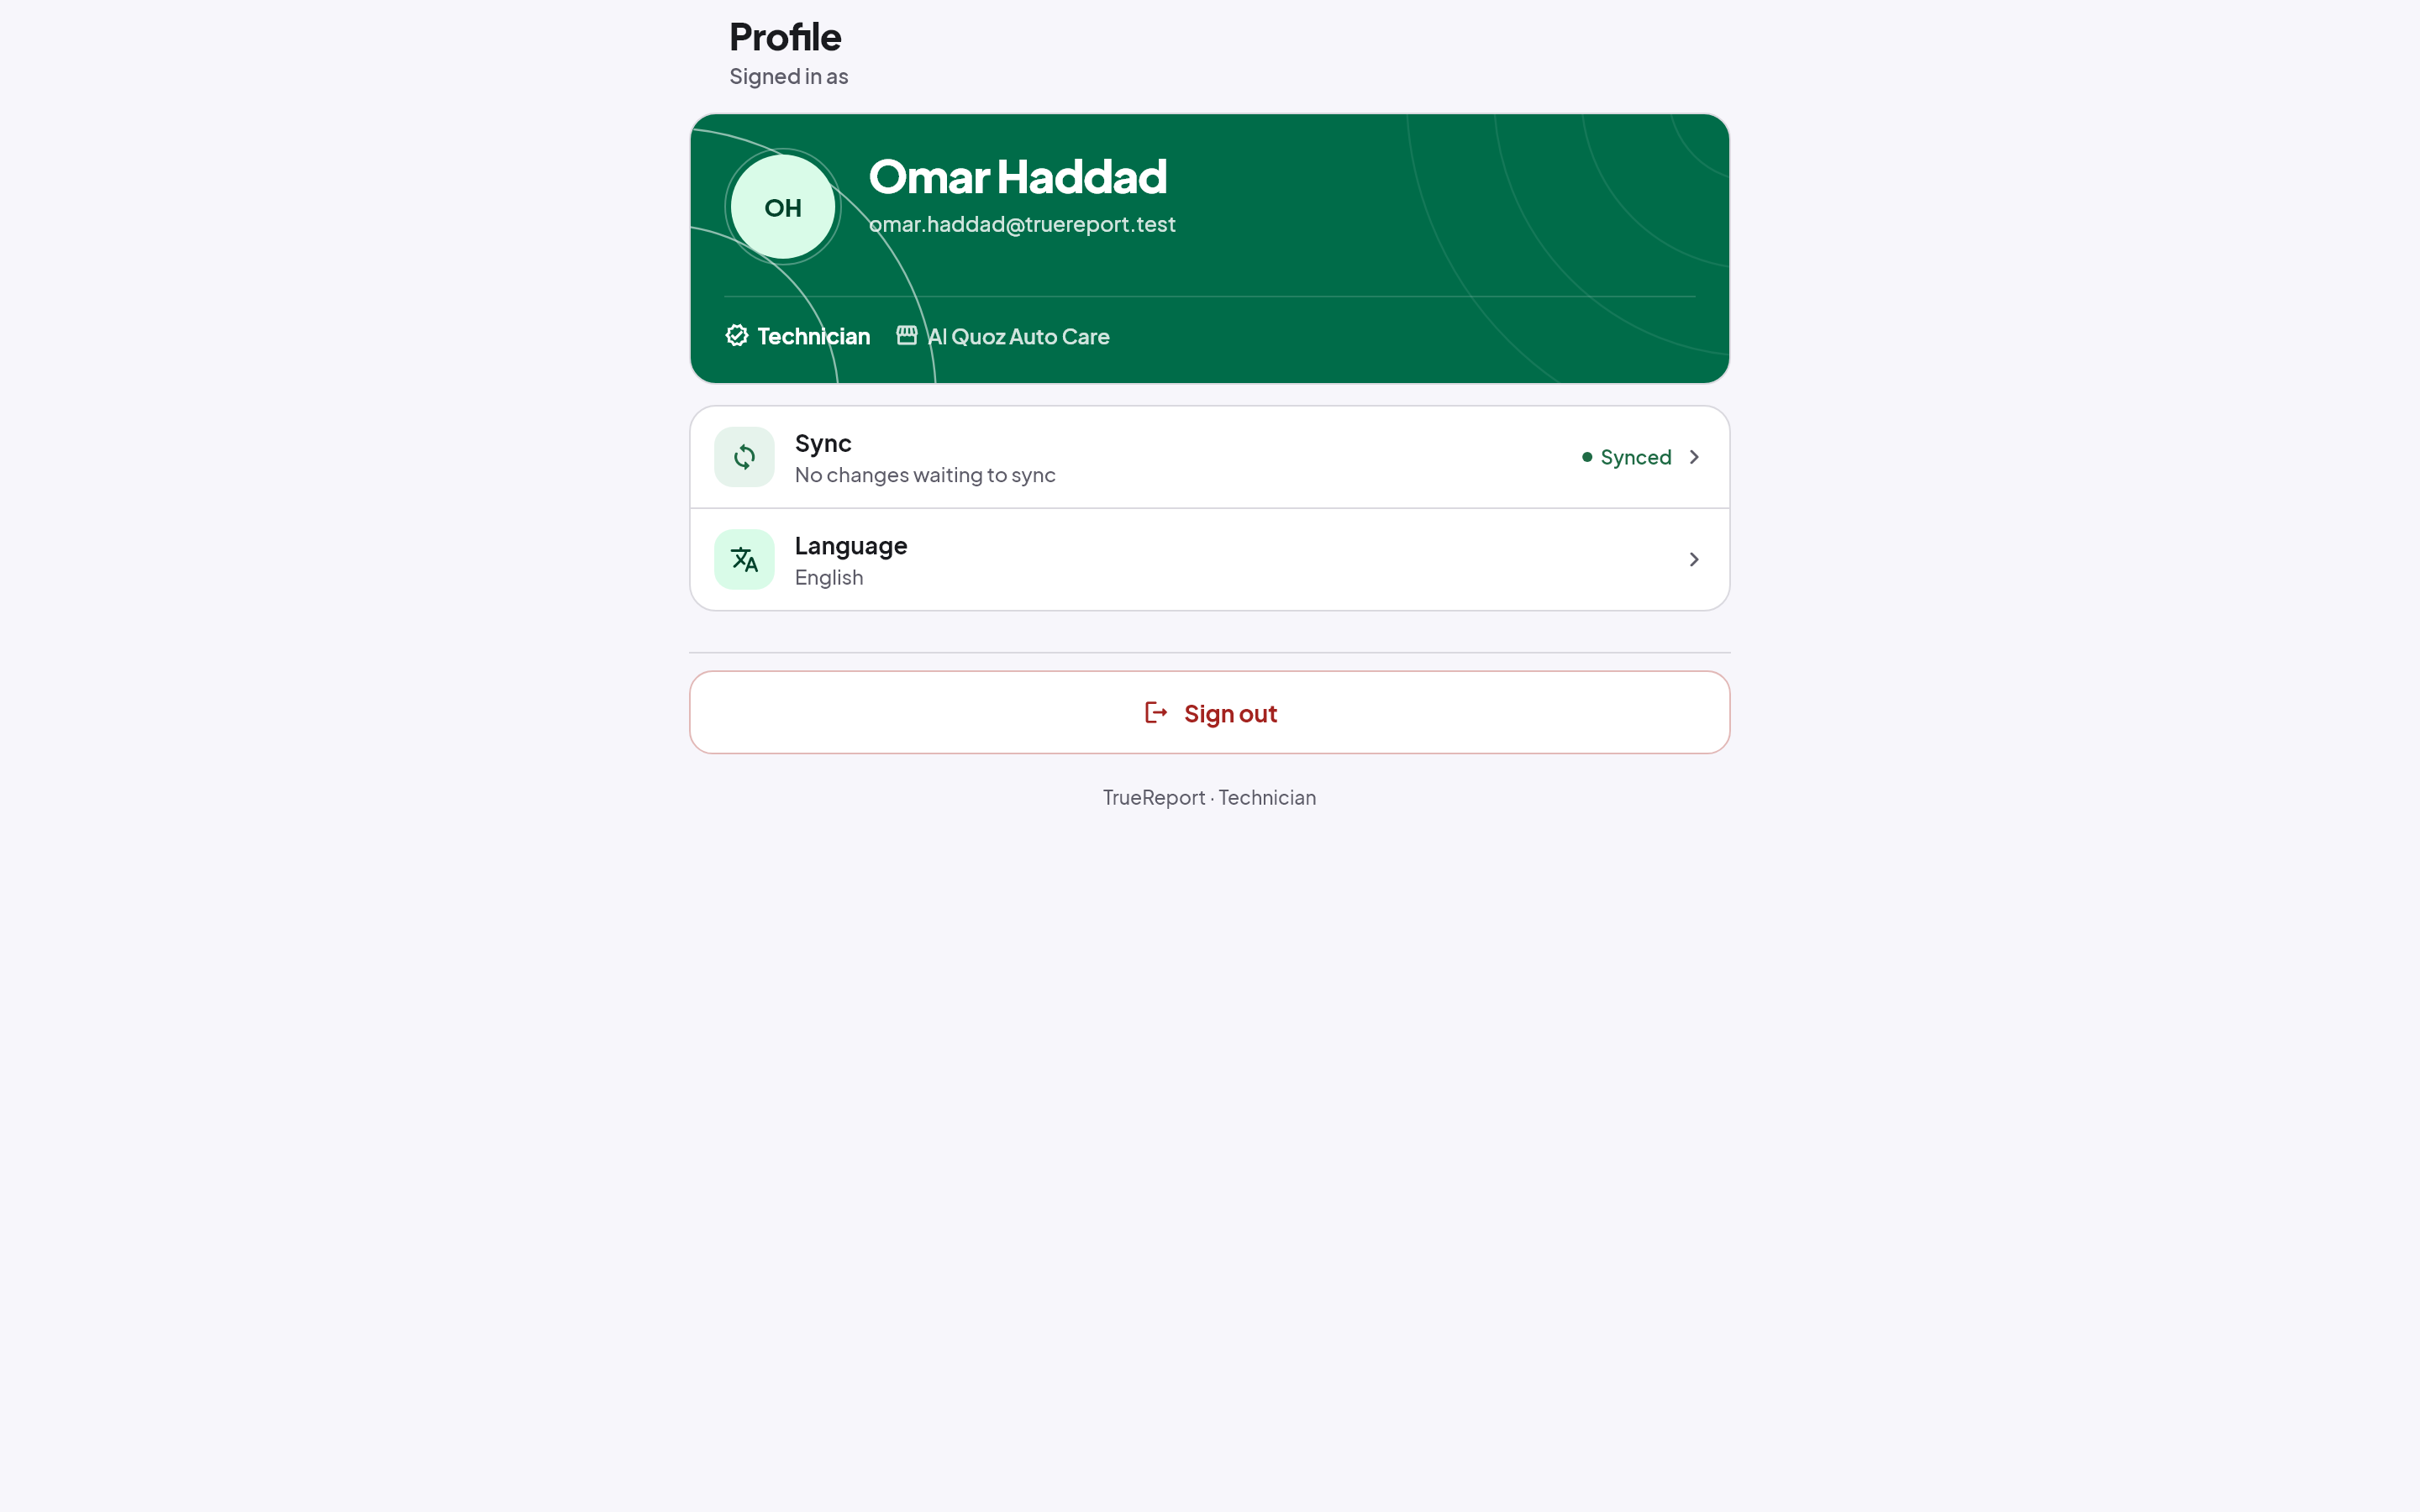 Profile
Signed in as
OH
Omar Haddad
omar.haddad@truereport.test
Technician
Al Quoz Auto Care
Sync
No changes waiting to sync
Synced
Language
English
Sign out
TrueReport · Technician